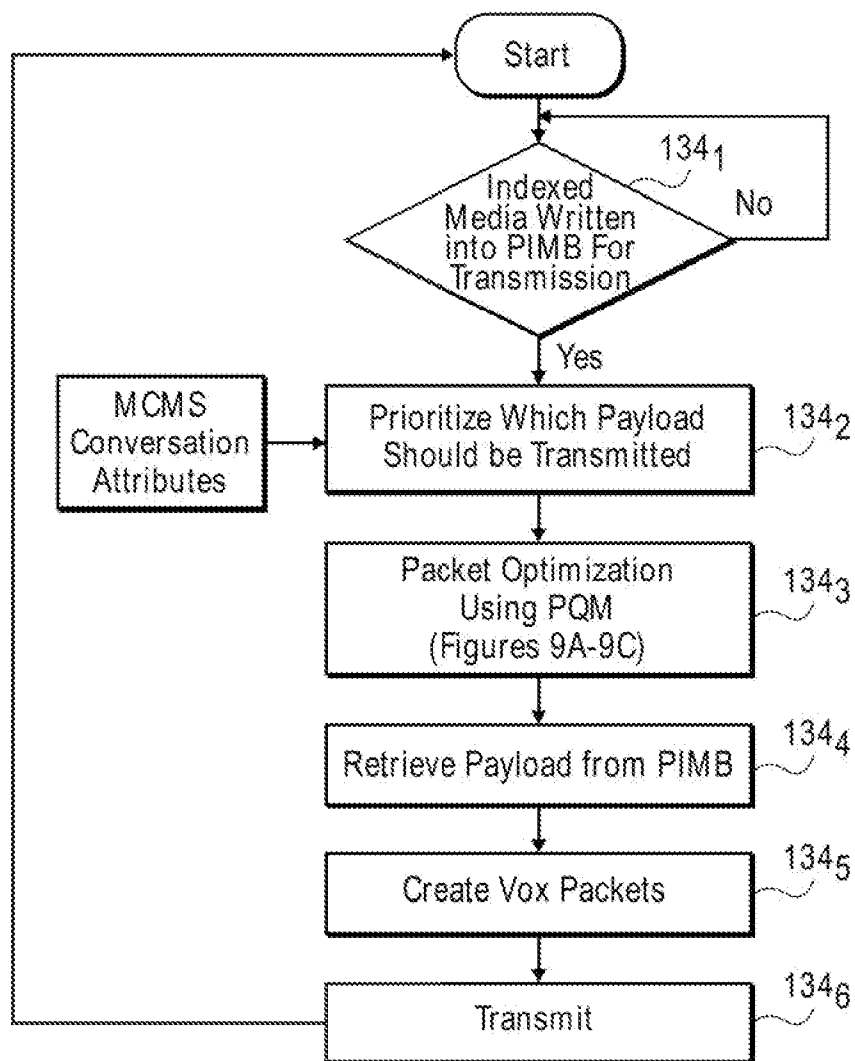 Start
134₁
Indexed
Media Written
into PIMB For
Transmission
No
Yes
MCMS
Conversation
Attributes
Prioritize Which Payload
Should be Transmitted
134₂
Packet Optimization
Using PQM
(Figures 9A-9C)
134₃
Retrieve Payload from PIMB
134₄
Create Vox Packets
134₅
Transmit
134₆